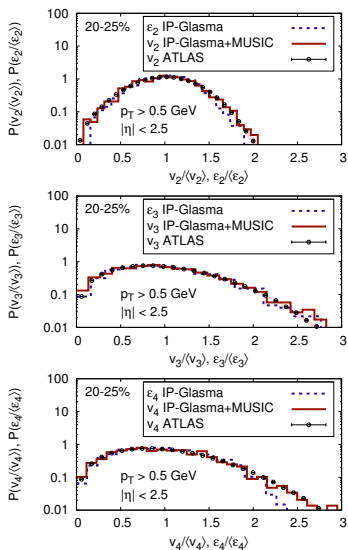 P(v₂/⟨v₂⟩), P(ε₂/⟨ε₂⟩)
20-25%
ε₂ IP-Glasma
v₂ IP-Glasma+MUSIC
v₂ ATLAS
10
1
0.1
0.01
p_T > 0.5 GeV
|η| < 2.5
0 0.5 1 1.5 2 2.5 3
v₂/⟨v₂⟩, ε₂/⟨ε₂⟩
P(v₃/⟨v₃⟩), P(ε₃/⟨ε₃⟩)
20-25%
ε₃ IP-Glasma
v₃ IP-Glasma+MUSIC
v₃ ATLAS
10
1
0.1
0.01
p_T > 0.5 GeV
|η| < 2.5
0 0.5 1 1.5 2 2.5 3
v₃/⟨v₃⟩, ε₃/⟨ε₃⟩
P(v₄/⟨v₄⟩), P(ε₄/⟨ε₄⟩)
20-25%
ε₄ IP-Glasma
v₄ IP-Glasma+MUSIC
v₄ ATLAS
10
1
0.1
0.01
p_T > 0.5 GeV
|η| < 2.5
0 0.5 1 1.5 2 2.5 3
v₄/⟨v₄⟩, ε₄/⟨ε₄⟩